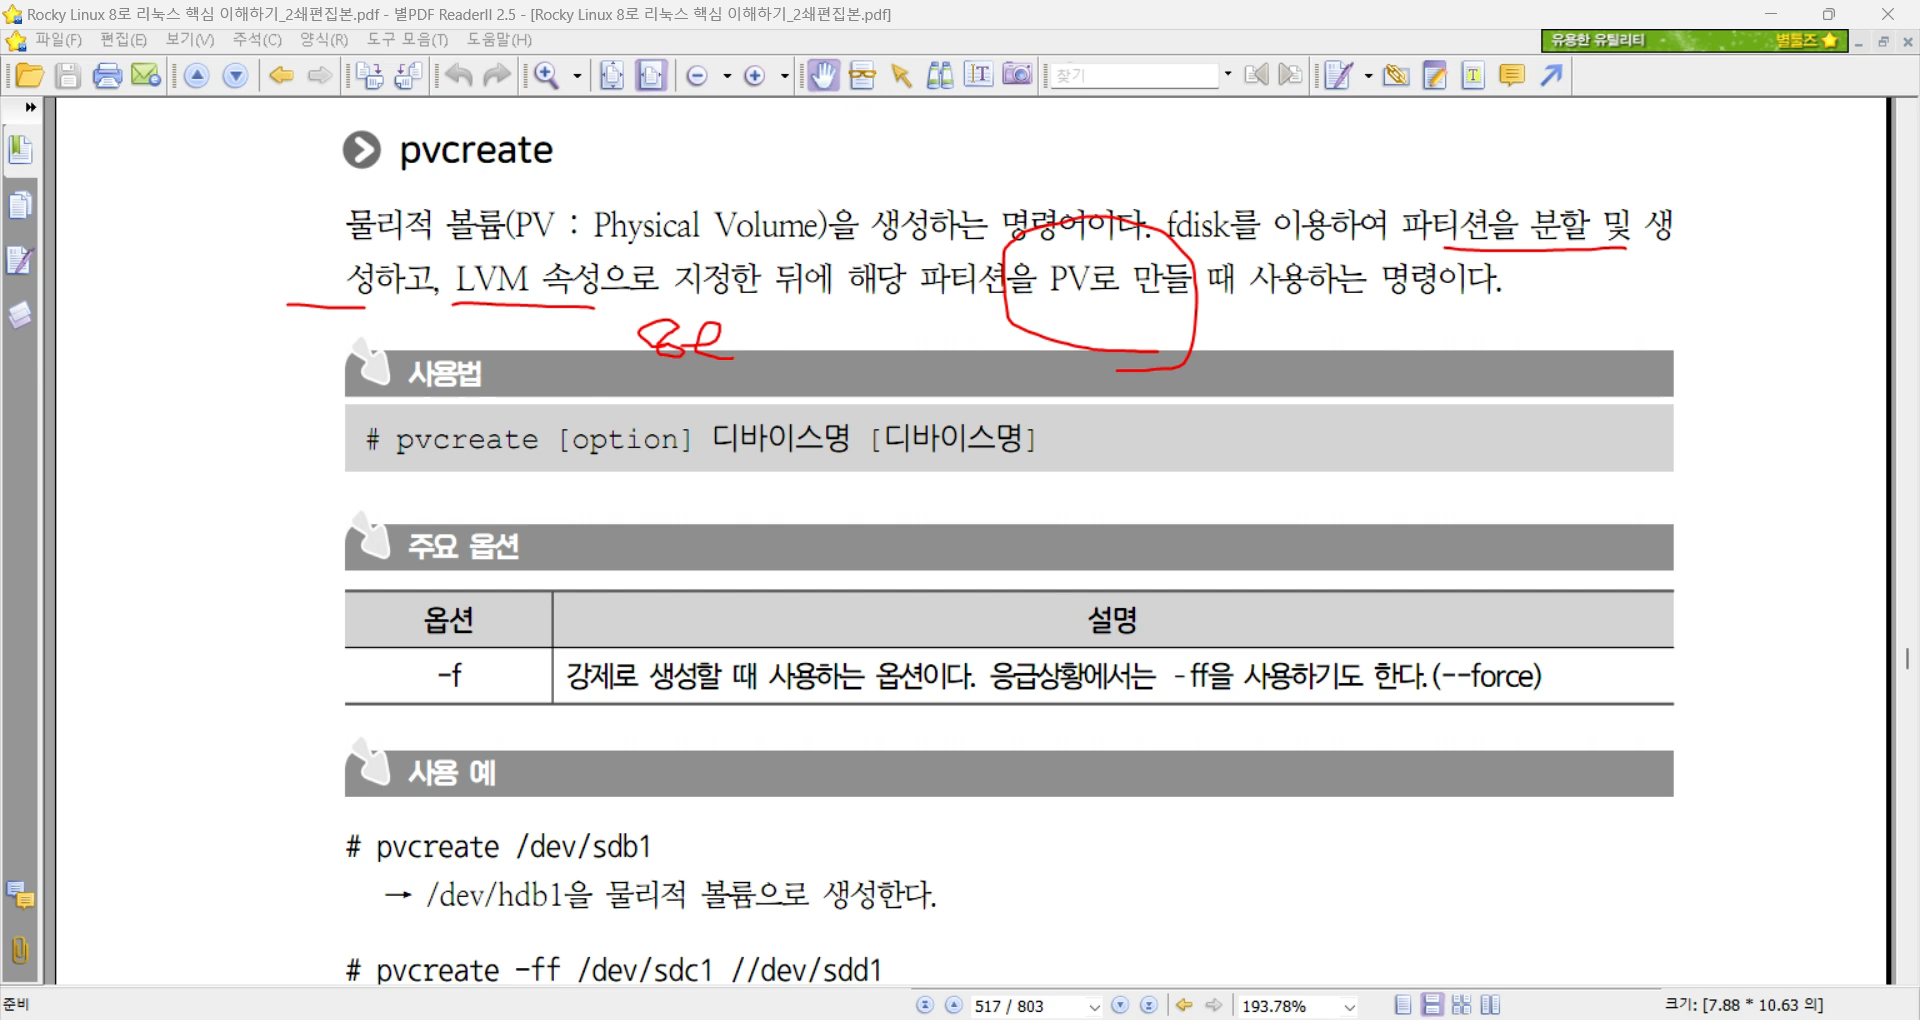 Rocky Linux 8로 리눅스 핵심 이해하기_2쇄편집본.pdf - 별PDF ReaderII 2.5 - [Rocky Linux 8로 리눅스 핵심 이해하기_2쇄편집본.pdf]
파일(F) 편집(E) 보기(V) 주석(C) 양식(R) 도구 모음(T) 도움말(H)
유용한 유틸리티 별툴즈
찾기
pvcreate
물리적 볼륨(PV : Physical Volume)을 생성하는 명령어이다. fdisk를 이용하여 파티션을 분할 및 생
성하고, LVM 속성으로 지정한 뒤에 해당 파티션을 PV로 만들 때 사용하는 명령이다.
8e
사용법
# pvcreate [option] 디바이스명 [디바이스명]
주요 옵션
옵션 설명
-f 강제로 생성할 때 사용하는 옵션이다. 응급상황에서는 -ff을 사용하기도 한다.(--force)
사용 예
# pvcreate /dev/sdb1
→ /dev/hdb1을 물리적 볼륨으로 생성한다.
# pvcreate -ff /dev/sdc1 //dev/sdd1
준비 517 / 803 193.78% 크기: [7.88 * 10.63 의]